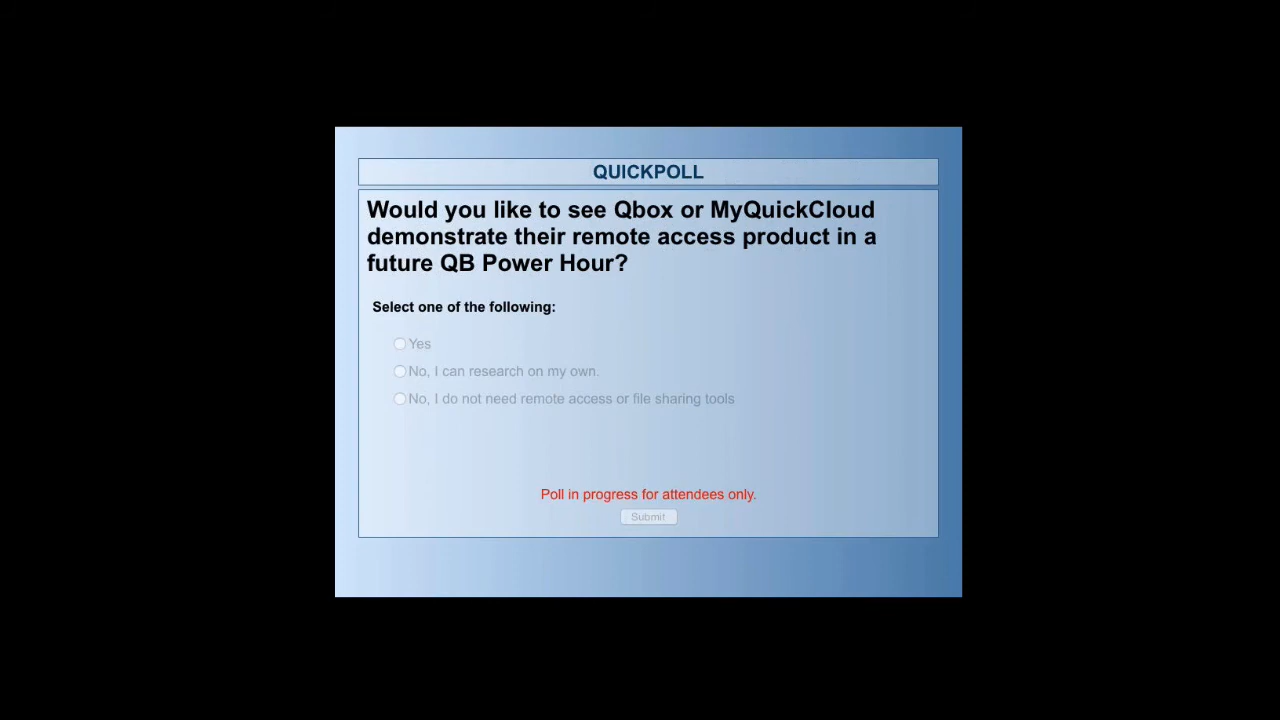 QUICKPOLL
Would you like to see Qbox or MyQuickCloud
demonstrate their remote access product in a
future QB Power Hour?
Select one of the following:
Yes
No, I can research on my own.
No, I do not need remote access or file sharing tools
Poll in progress for attendees only.
Submit